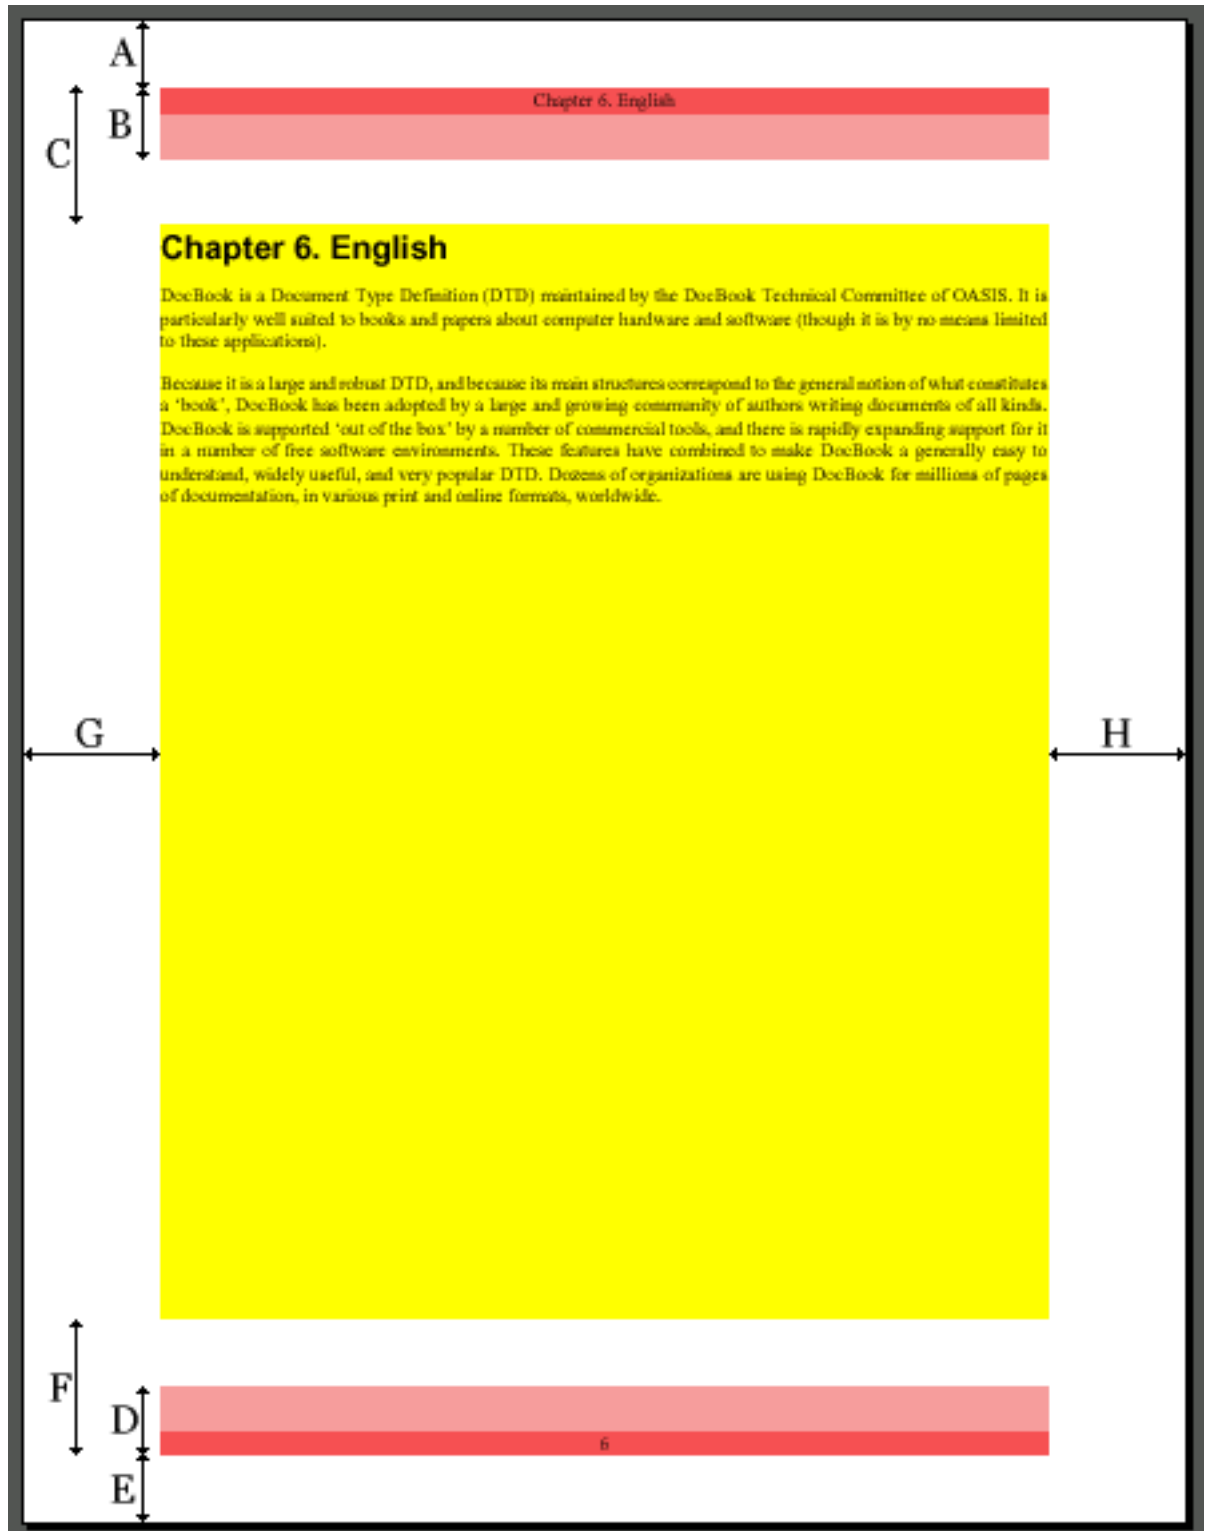 A
Chapter 6. English
B
C
Chapter 6. English
DocBook is a Document Type Definition (DTD) maintained by the DocBook Technical Committee of OASIS. It is
particularly well suited to books and papers about computer hardware and software (though it is by no means limited
to these applications).
Because it is a large and robust DTD, and because its main structures correspond to the general notion of what constitutes
a ‘book’, DocBook has been adopted by a large and growing community of authors writing documents of all kinds.
DocBook is supported ‘out of the box’ by a number of commercial tools, and there is rapidly expanding support for it
in a number of free software environments. These features have combined to make DocBook a generally easy to
understand, widely useful, and very popular DTD. Dozens of organizations are using DocBook for millions of pages
of documentation, in various print and online formats, worldwide.
G
H
F
D
6
E